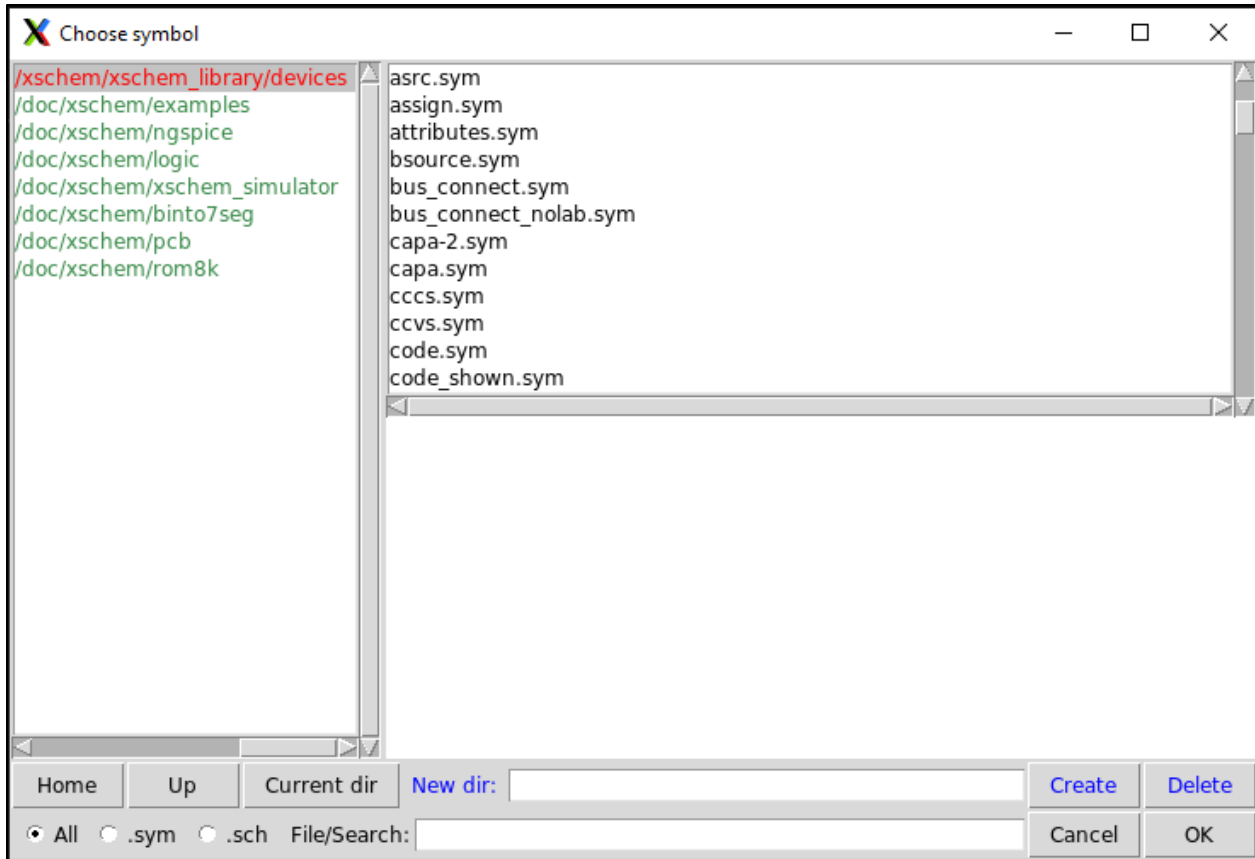 Choose symbol
/xschem/xschem_library/devices
/doc/xschem/examples
/doc/xschem/ngspice
/doc/xschem/logic
/doc/xschem/xschem_simulator
/doc/xschem/binto7seg
/doc/xschem/pcb
/doc/xschem/rom8k
asrc.sym
assign.sym
attributes.sym
bsource.sym
bus_connect.sym
bus_connect_nolab.sym
capa-2.sym
capa.sym
cccs.sym
ccvs.sym
code.sym
code_shown.sym
Home Up Current dir New dir: Create Delete
All .sym .sch File/Search: Cancel OK